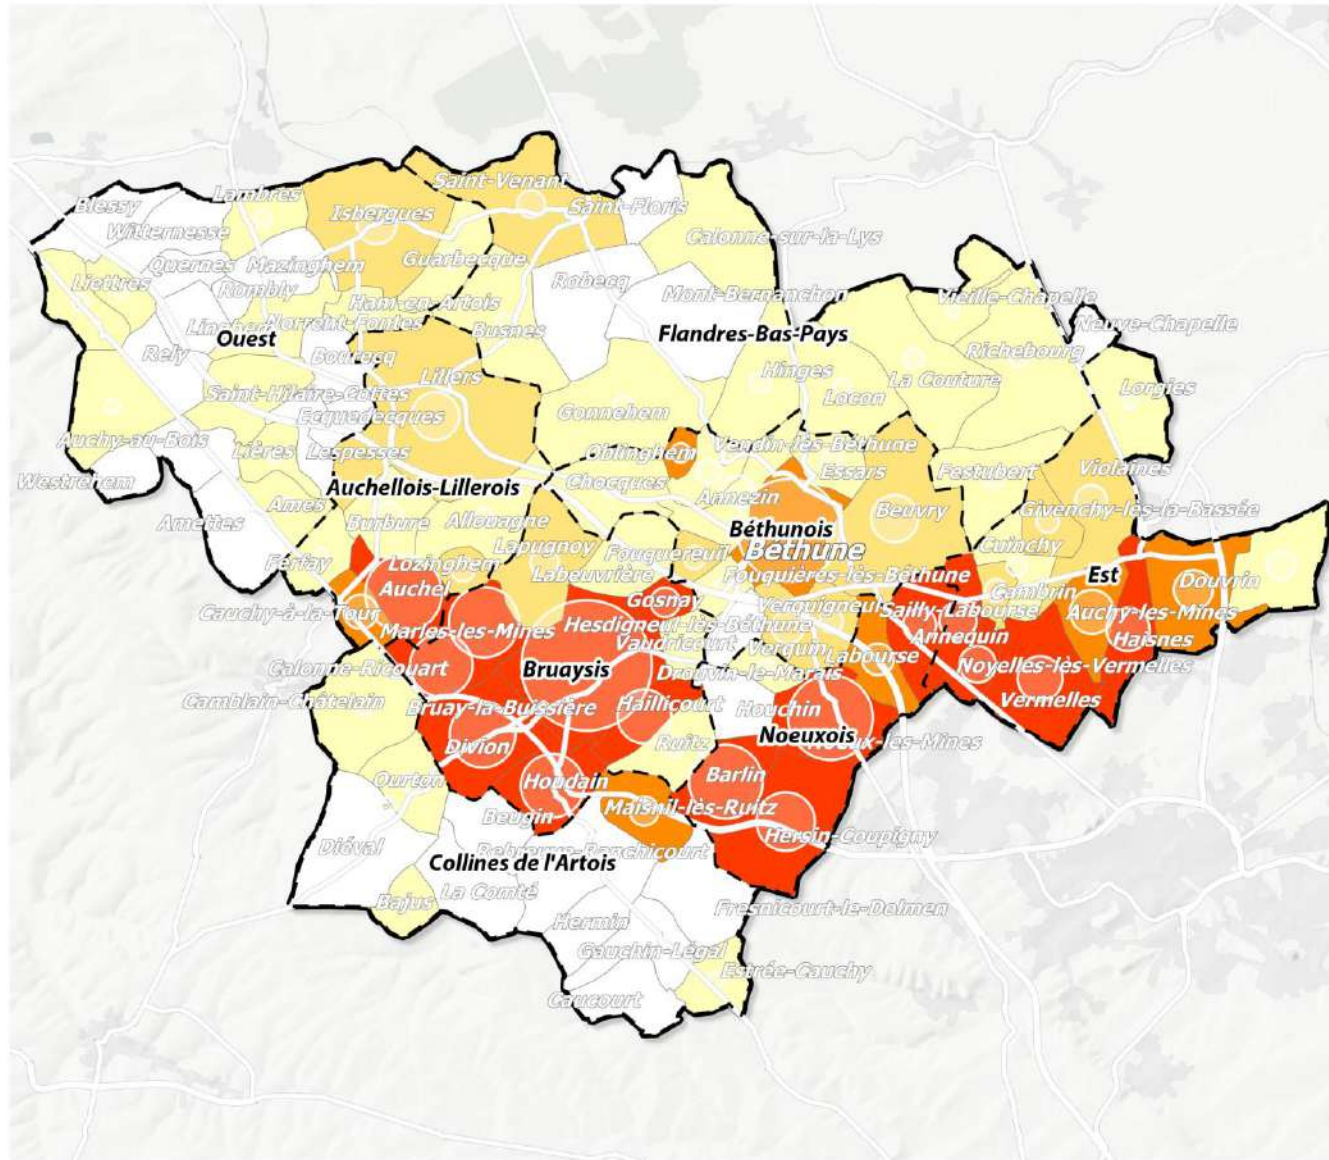 Saint-Venant
Lambres
Blessy
Isbergues
Saint-Floris
Witternesse
Calonne-sur-la-Lys
Guarbecque
Quernes
Mazinghem
Liettres
Rombly
Robecq
Mont-Bernanchon
Vieille-Chapelle
Ham-en-Artois
Norrent-Fontes
Neuve-Chapelle
Busnes
Ouest
Flandres-Bas-Pays
Rely
Bourecq
Richebourg
Lillers
Hinges
La Couture
Lorgies
Saint-Hilaire-Cottes
Locon
Ecquedecques
Gonnehem
Auchy-au-Bois
Lières
Lespesses
Oblinghem
Vendin-lès-Béthune
Essars
Festubert
Violaines
Westrehem
Chocques
Auchellois-Lillerois
Annezin
Ames
Givenchy-lès-la-Bassée
Beuvry
Amettes
Burbure
Allouagne
Béthunois
Lapugnoy
Fouquereuil
Béthune
Cuinchy
Ferfay
Lozinghem
Labeuvrière
Fouquières-lès-Béthune
Est
Douvrin
Auchel
Cambrin
Cauchy-à-la-Tour
Gosnay
Verquigneul
Sailly-Labourse
Auchy-les-Mines
Marles-les-Mines
Hesdigneul-lès-Béthune
Annequin
Haisnes
Vaudricourt
Verquin
Labourse
Calonne-Ricouart
Bruaysis
Drouvin-le-Marais
Noyelles-lès-Vermelles
Camblain-Châtelain
Bruay-la-Buissière
Haillicourt
Houchin
Vermelles
Divion
Ruitz
Noeuxois
Noeux-les-Mines
Ourton
Houdain
Barlin
Beugin
Maisnil-lès-Ruitz
Hersin-Coupigny
Diéval
Rebreuve-Ranchicourt
Collines de l'Artois
La Comté
Bajus
Hermin
Fresnicourt-le-Dolmen
Gauchin-Légal
Estrée-Cauchy
Caucourt